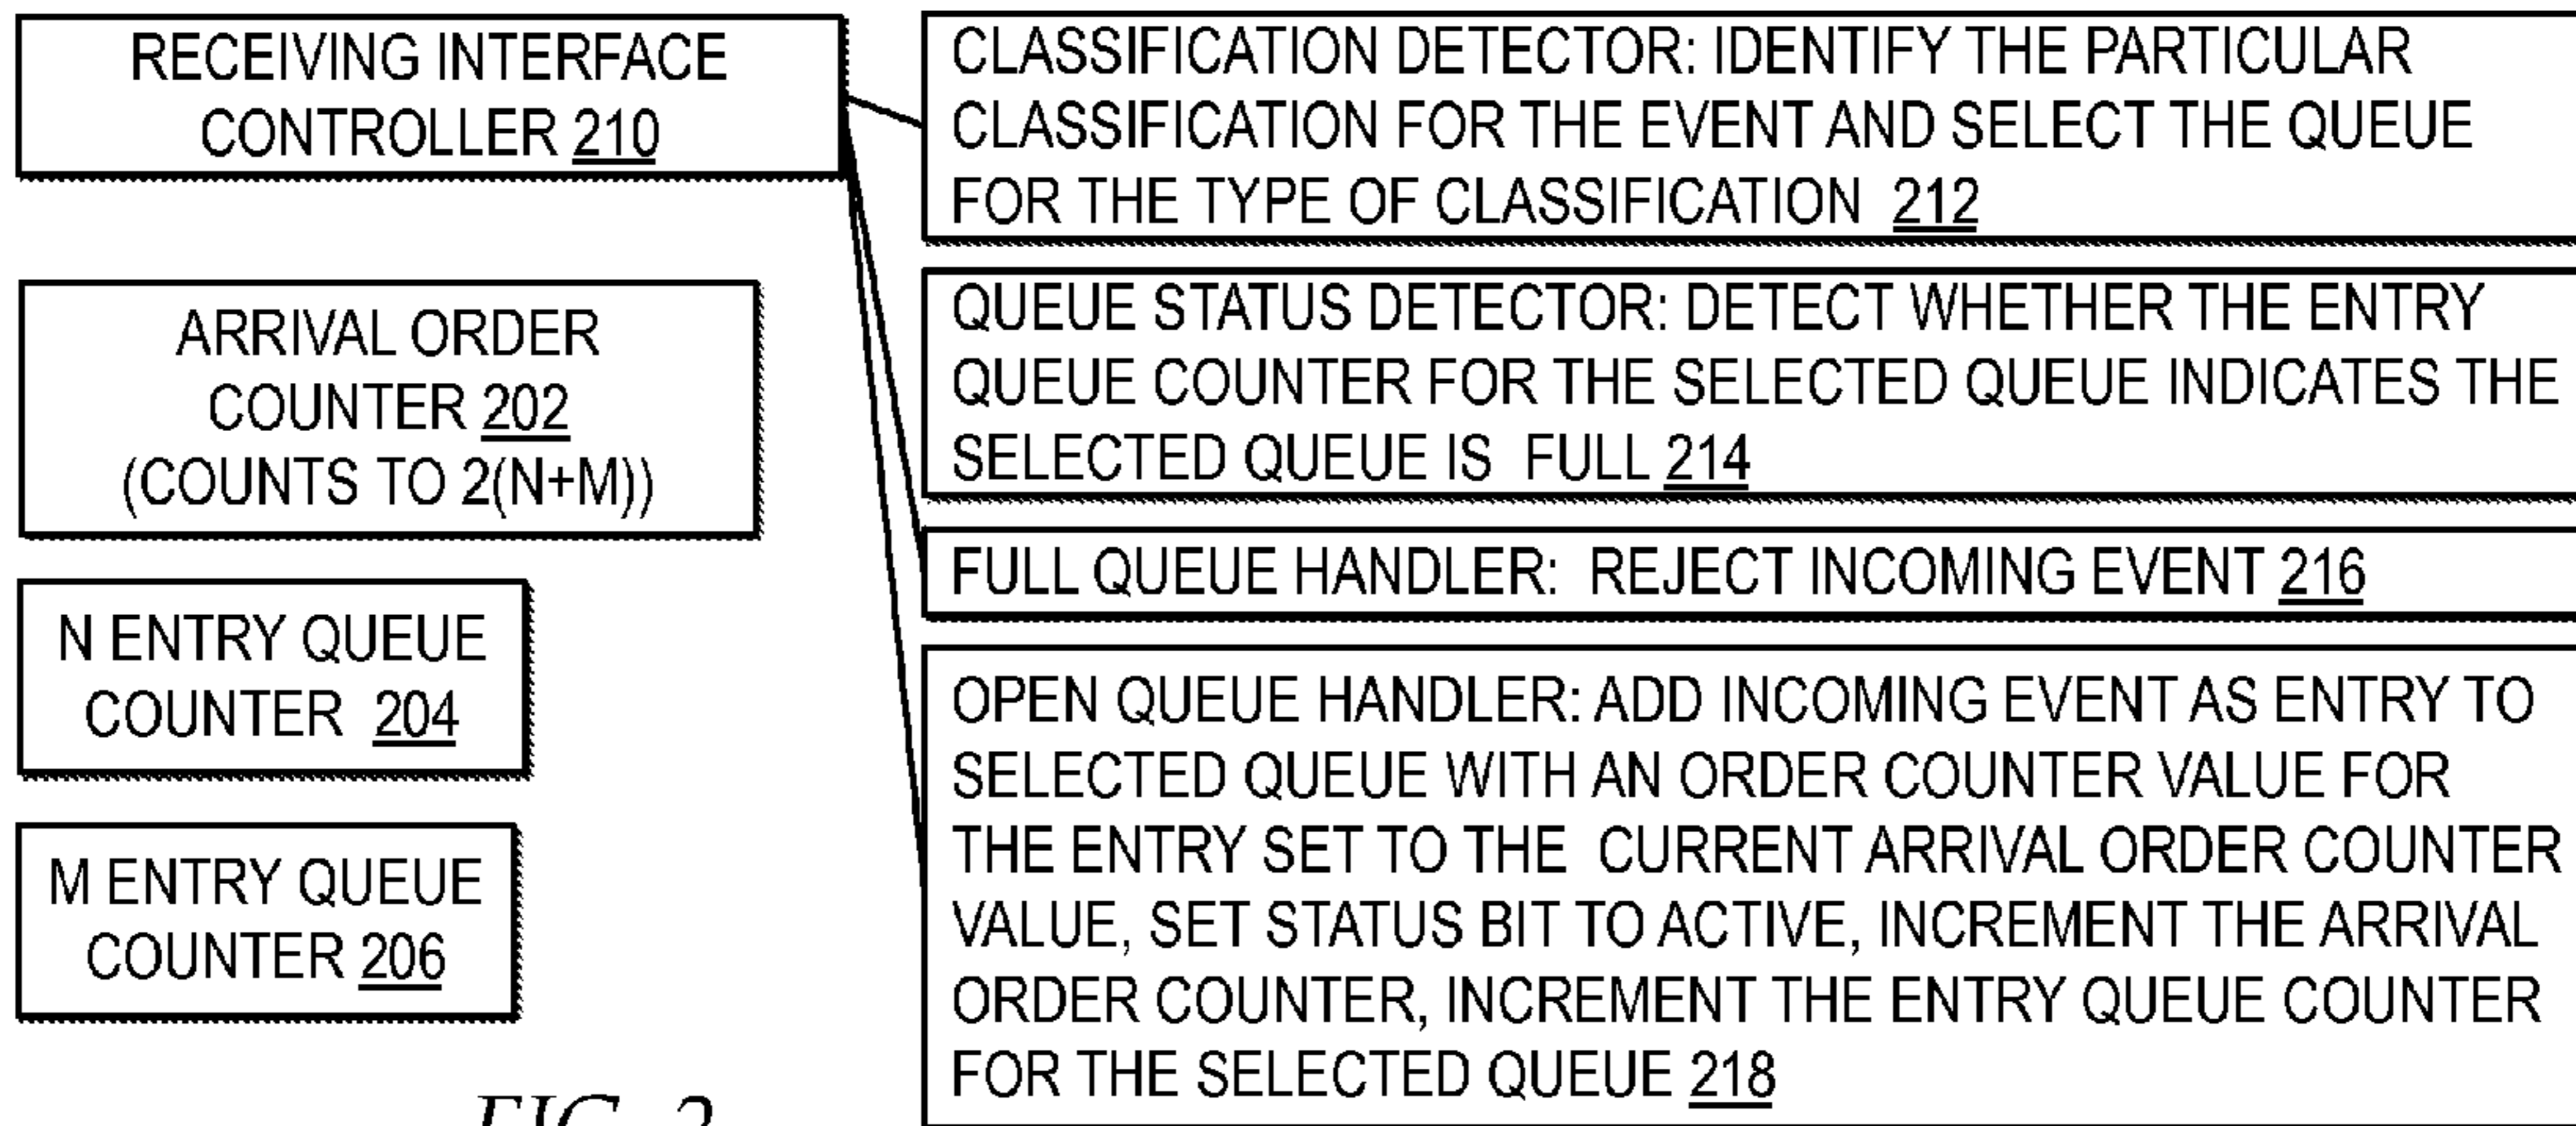 RECEIVING INTERFACE
CONTROLLER 210
ARRIVAL ORDER
COUNTER 202
(COUNTS TO 2(N+M))
N ENTRY QUEUE
COUNTER 204
M ENTRY QUEUE
COUNTER 206
CLASSIFICATION DETECTOR: IDENTIFY THE PARTICULAR
CLASSIFICATION FOR THE EVENT AND SELECT THE QUEUE
FOR THE TYPE OF CLASSIFICATION 212
QUEUE STATUS DETECTOR: DETECT WHETHER THE ENTRY
QUEUE COUNTER FOR THE SELECTED QUEUE INDICATES THE
SELECTED QUEUE IS FULL 214
FULL QUEUE HANDLER: REJECT INCOMING EVENT 216
OPEN QUEUE HANDLER: ADD INCOMING EVENT AS ENTRY TO
SELECTED QUEUE WITH AN ORDER COUNTER VALUE FOR
THE ENTRY SET TO THE CURRENT ARRIVAL ORDER COUNTER
VALUE, SET STATUS BIT TO ACTIVE, INCREMENT THE ARRIVAL
ORDER COUNTER, INCREMENT THE ENTRY QUEUE COUNTER
FOR THE SELECTED QUEUE 218
FIG.